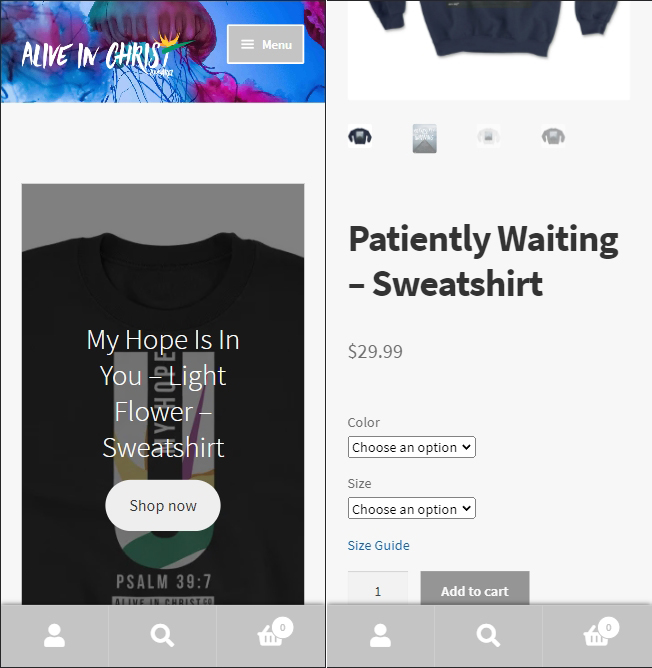 ALIVE IN CHRIST
Menu
My Hope Is In
You – Light
Flower –
Sweatshirt
MY HOPE
Shop now
PSALM 39:7
ALIVE IN CHRIST
0
Patiently Waiting
– Sweatshirt
$29.99
Color
Choose an option
Size
Choose an option
Size Guide
1
Add to cart
0